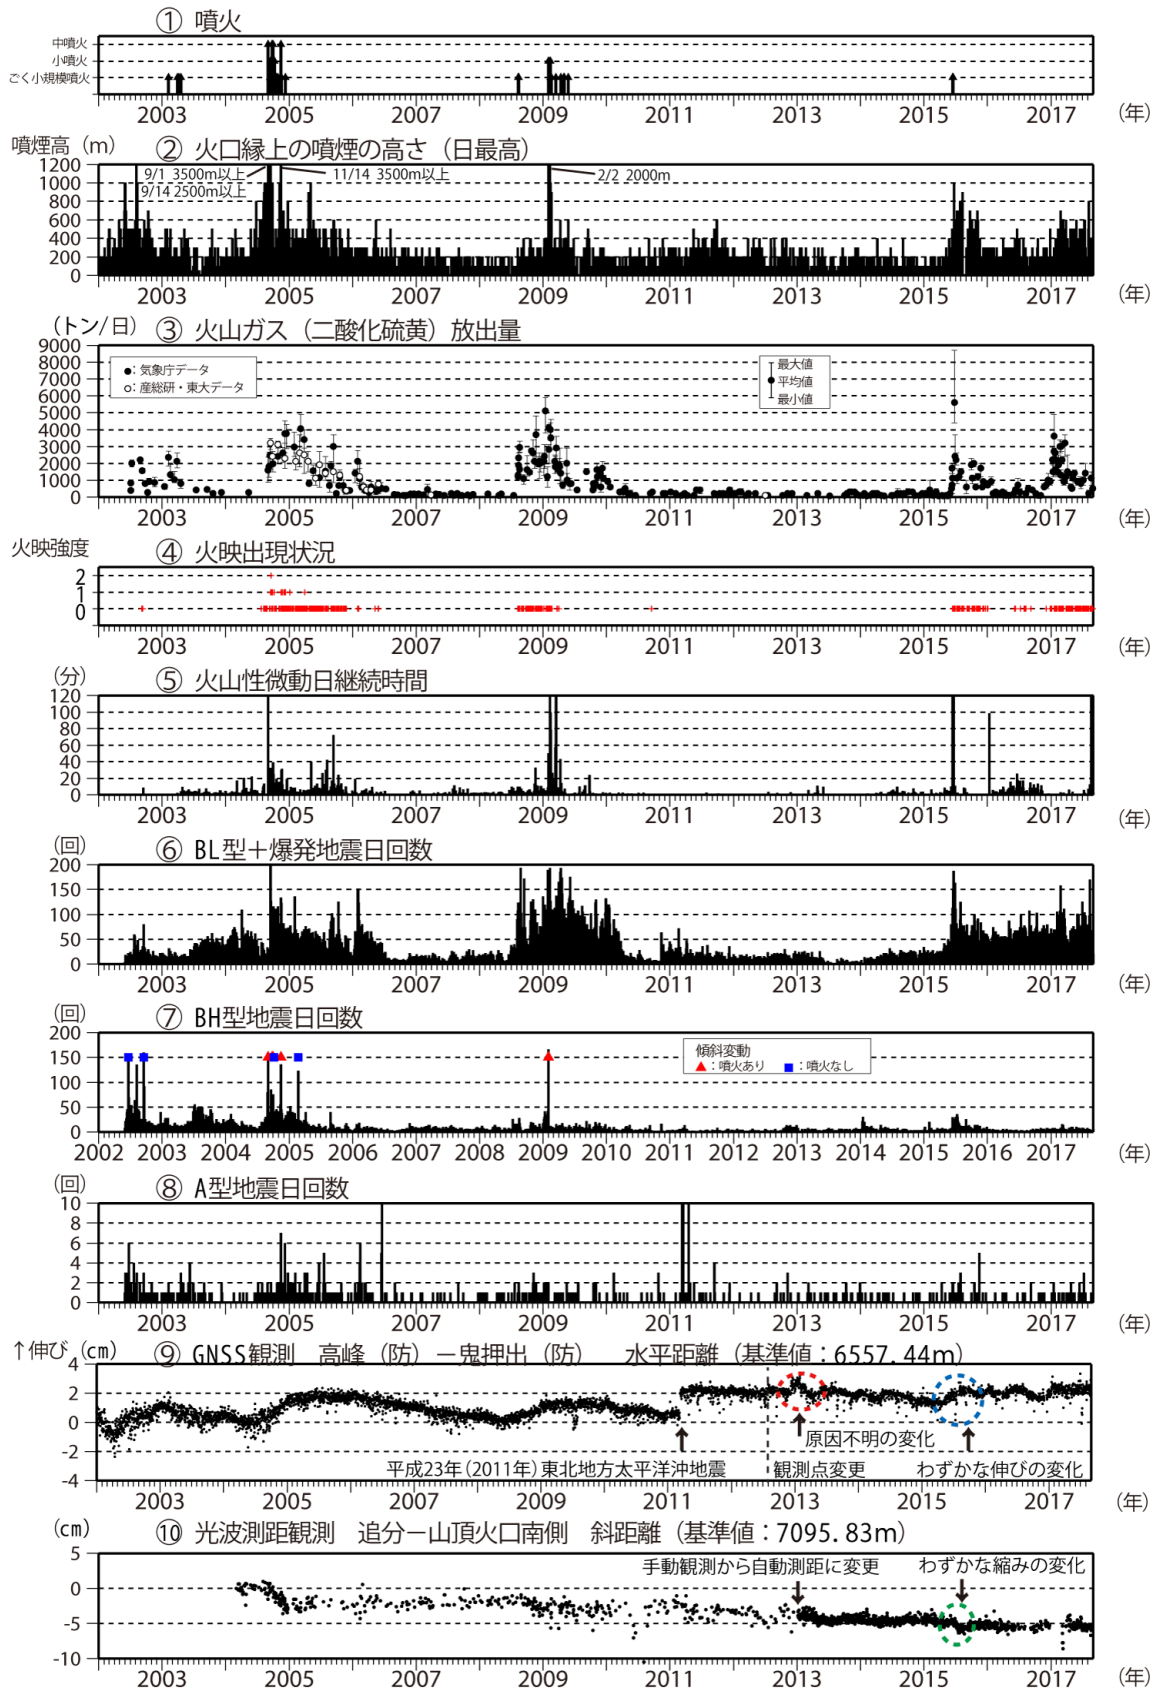 ① 噴火
中噴火
小噴火
ごく小規模噴火
2003 2005 2007 2009 2011 2013 2015 2017 (年)
噴煙高 (m) ② 火口縁上の噴煙の高さ（日最高）
1200
1000
800
600
400
200
0
9/1 3500m以上
9/14 2500m以上
11/14 3500m以上
2/2 2000m
2003 2005 2007 2009 2011 2013 2015 2017 (年)
(トン/日) ③ 火山ガス（二酸化硫黄）放出量
9000
8000
7000
6000
5000
4000
3000
2000
1000
0
●: 気象庁データ
○: 産総研・東大データ
最大値
平均値
最小値
2003 2005 2007 2009 2011 2013 2015 2017 (年)
火映強度 ④ 火映出現状況
2
1
0
2003 2005 2007 2009 2011 2013 2015 2017 (年)
(分) ⑤ 火山性微動日継続時間
120
100
80
60
40
20
0
2003 2005 2007 2009 2011 2013 2015 2017 (年)
(回) ⑥ BL型＋爆発地震日回数
200
150
100
50
0
2003 2005 2007 2009 2011 2013 2015 2017 (年)
(回) ⑦ BH型地震日回数
200
150
100
50
0
傾斜変動
▲：噴火あり ■：噴火なし
2002 2003 2004 2005 2006 2007 2008 2009 2010 2011 2012 2013 2014 2015 2016 2017 (年)
(回) ⑧ A型地震日回数
10
8
6
4
2
0
2003 2005 2007 2009 2011 2013 2015 2017 (年)
↑伸び (cm) ⑨ GNSS観測 高峰（防）－鬼押出（防） 水平距離（基準値：6557.44m）
4
2
0
-2
-4
原因不明の変化
平成23年(2011年)東北地方太平洋沖地震
観測点変更
わずかな伸びの変化
2003 2005 2007 2009 2011 2013 2015 2017 (年)
(cm) ⑩ 光波測距観測 追分－山頂火口南側 斜距離（基準値：7095.83m）
5
0
-5
-10
手動観測から自動測距に変更
わずかな縮みの変化
2003 2005 2007 2009 2011 2013 2015 2017 (年)